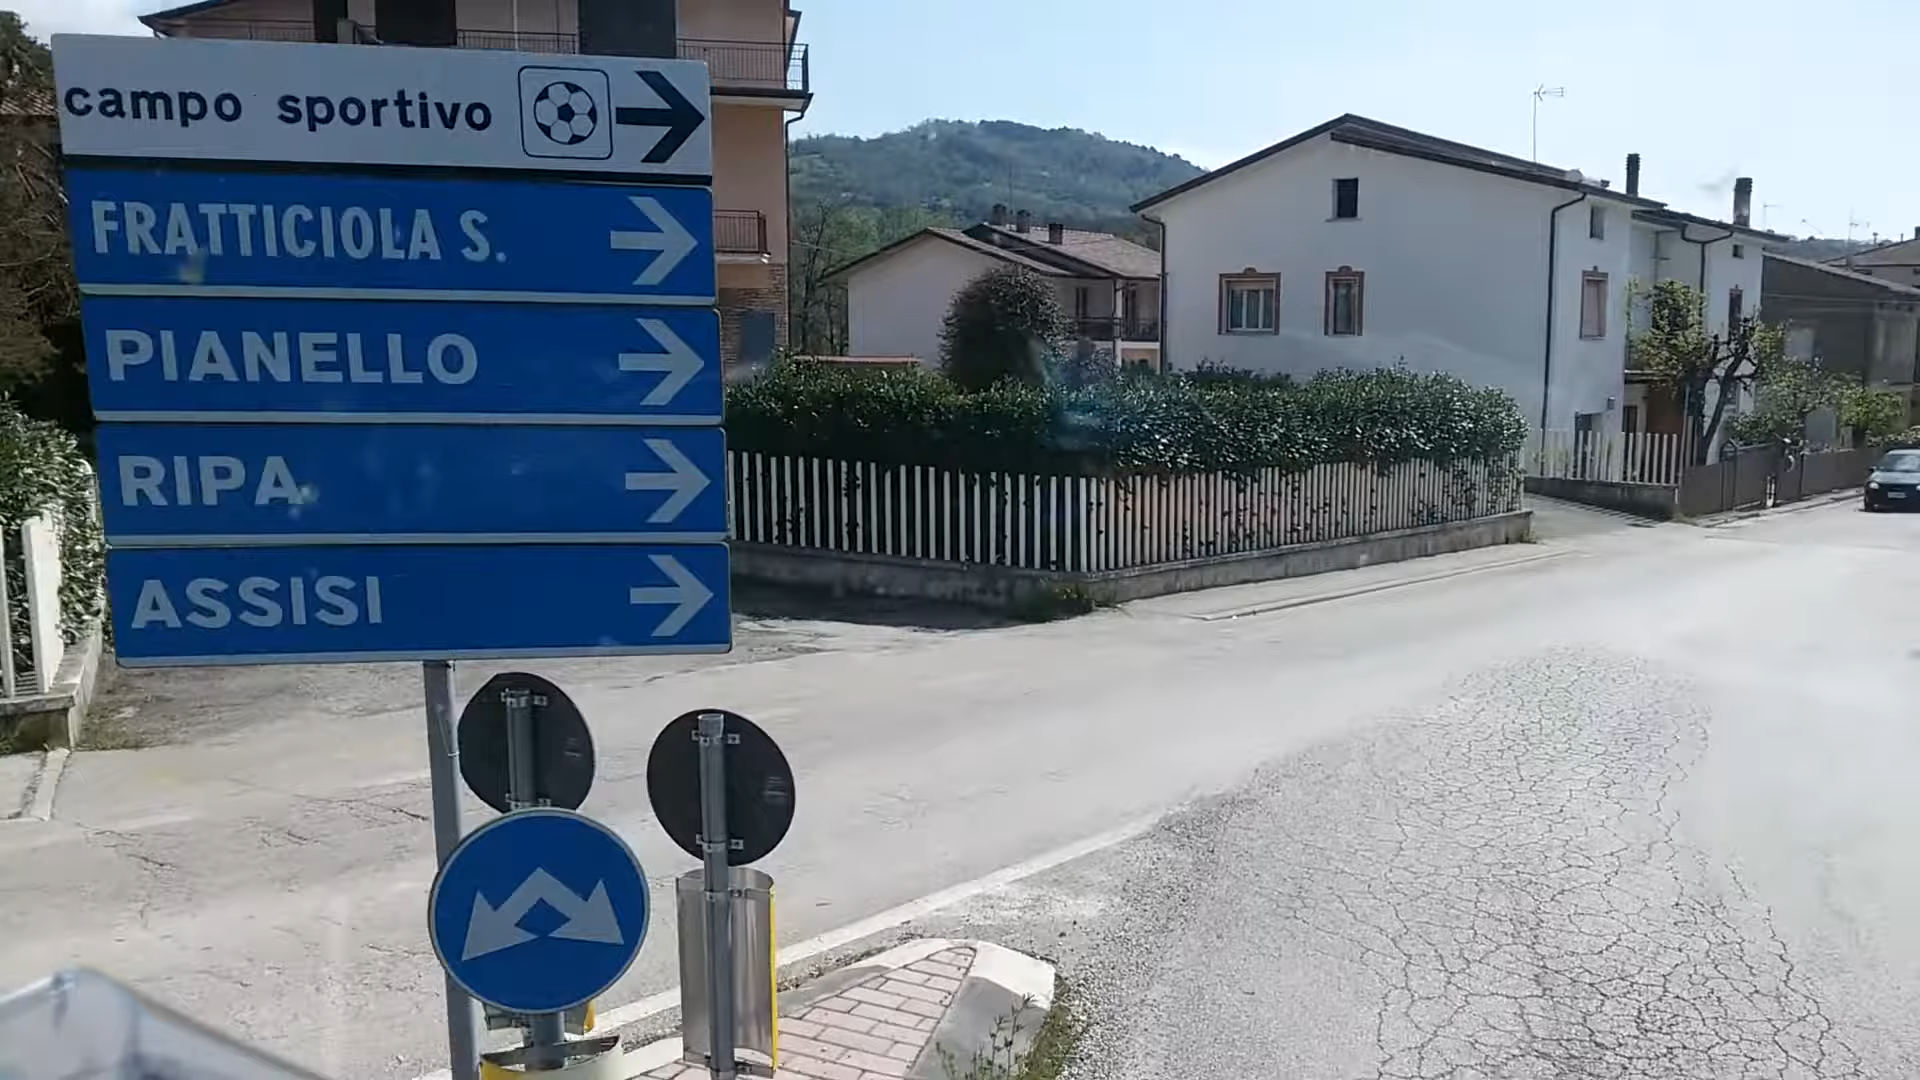 campo sportivo
FRATTICIOLA S.
PIANELLO
RIPA
ASSISI